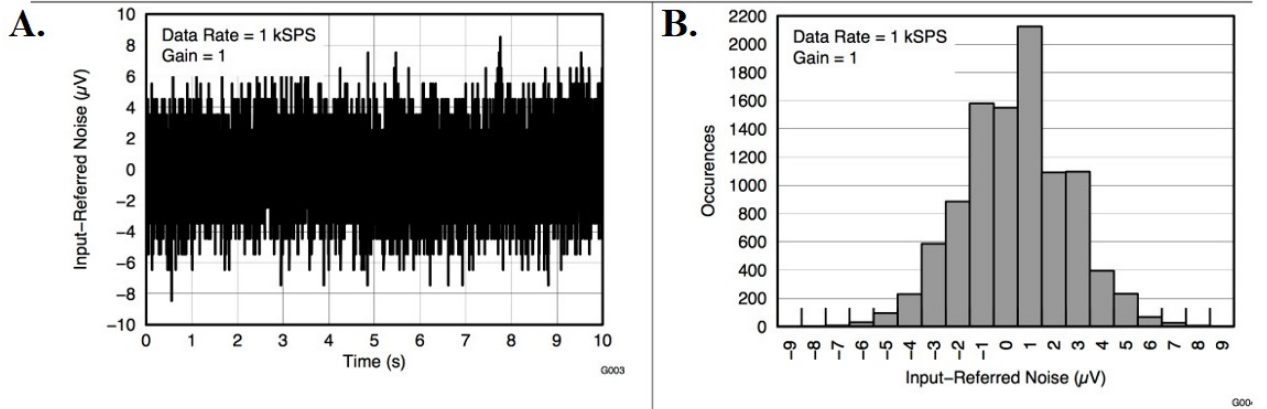 A.
Data Rate = 1 kSPS
Gain = 1
Input−Referred Noise (µV)
10
8
6
4
2
0
−2
−4
−6
−8
−10
0 1 2 3 4 5 6 7 8 9 10
Time (s)
G003
B.
Data Rate = 1 kSPS
Gain = 1
Occurences
2200
2000
1800
1600
1400
1200
1000
800
600
400
200
0
−9 −8 −7 −6 −5 −4 −3 −2 −1 0 1 2 3 4 5 6 7 8 9
Input−Referred Noise (µV)